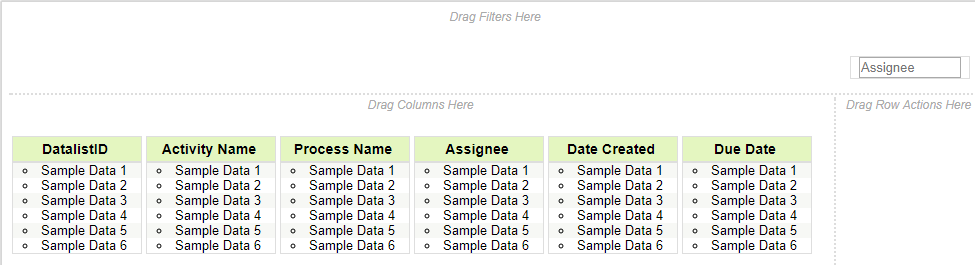 Drag Filters Here
Assignee
Drag Columns Here
Drag Row Actions Here
DatalistID Activity Name Process Name Assignee Date Created Due Date
Sample Data 1 Sample Data 1 Sample Data 1 Sample Data 1 Sample Data 1 Sample Data 1
Sample Data 2 Sample Data 2 Sample Data 2 Sample Data 2 Sample Data 2 Sample Data 2
Sample Data 3 Sample Data 3 Sample Data 3 Sample Data 3 Sample Data 3 Sample Data 3
Sample Data 4 Sample Data 4 Sample Data 4 Sample Data 4 Sample Data 4 Sample Data 4
Sample Data 5 Sample Data 5 Sample Data 5 Sample Data 5 Sample Data 5 Sample Data 5
Sample Data 6 Sample Data 6 Sample Data 6 Sample Data 6 Sample Data 6 Sample Data 6